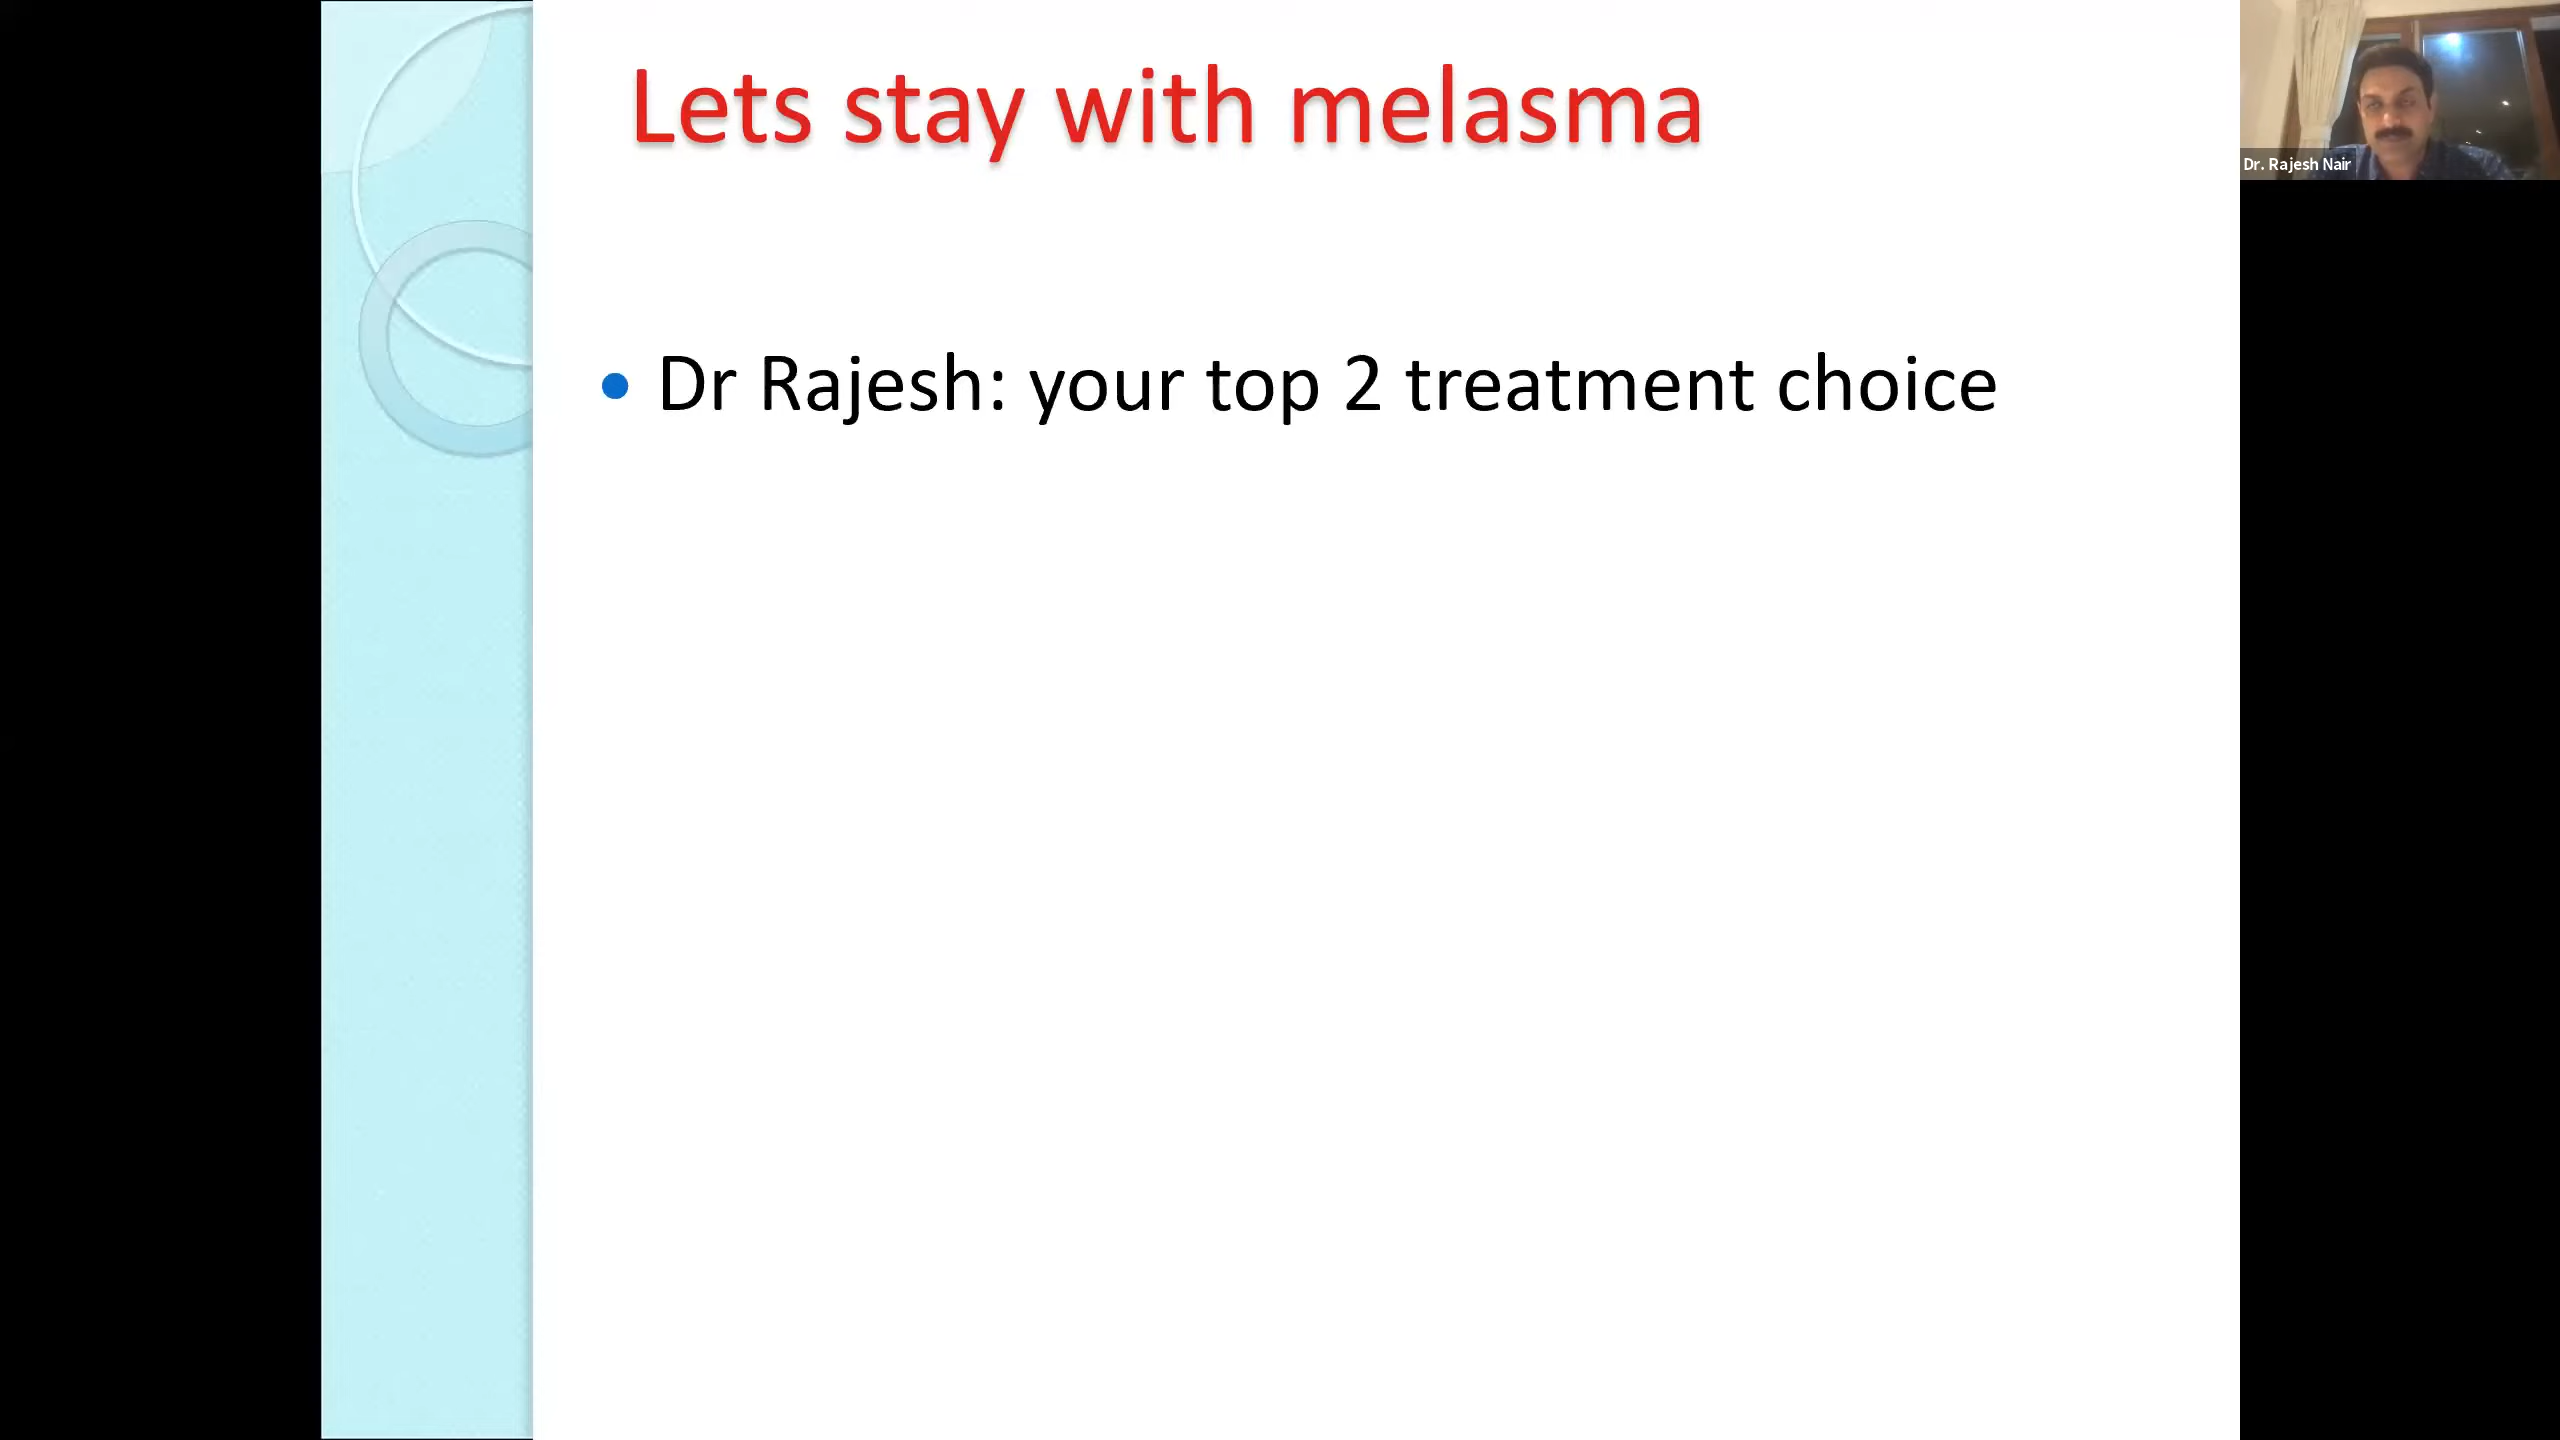 Lets stay with melasma
Dr. Rajesh Nair
• Dr Rajesh: your top 2 treatment choice